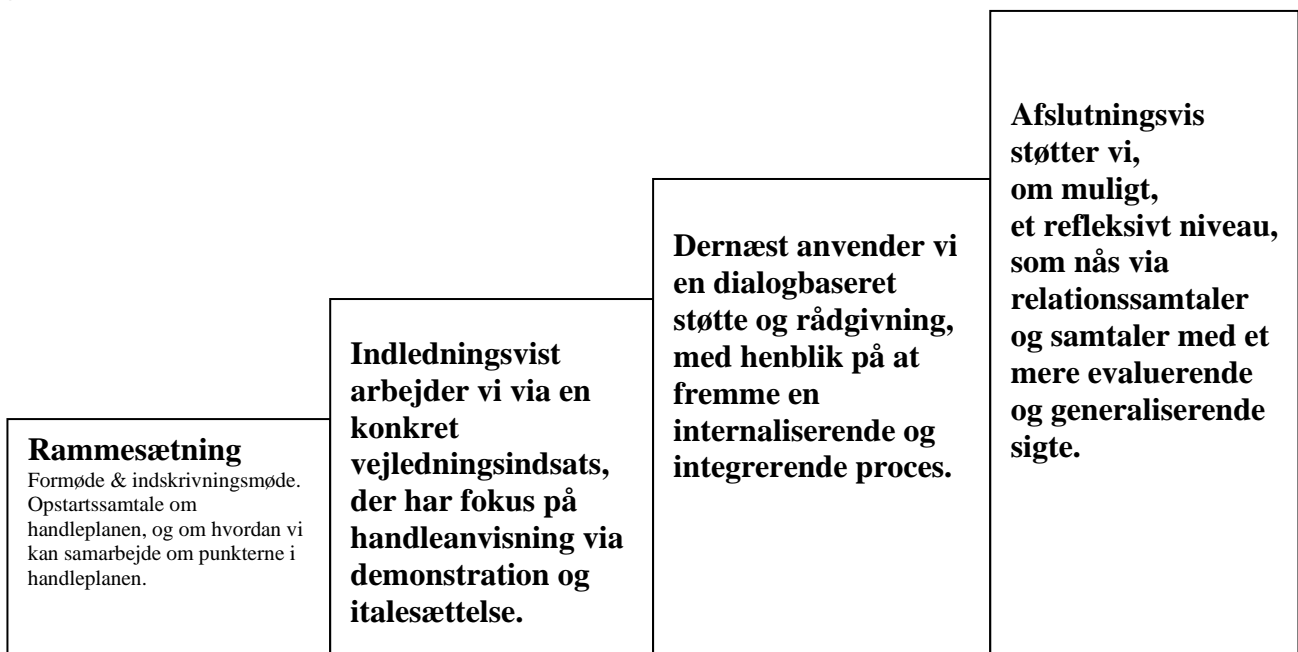 Rammesætning
Formøde & indskrivningsmøde.
Opstartssamtale om
handleplanen, og om hvordan vi
kan samarbejde om punkterne i
handleplanen.
Indledningsvist
arbejder vi via en
konkret
vejledningsindsats,
der har fokus på
handleanvisning via
demonstration og
italesættelse.
Dernæst anvender vi
en dialogbaseret
støtte og rådgivning,
med henblik på at
fremme en
internaliserende og
integrerende proces.
Afslutningsvis
støtter vi,
om muligt,
et refleksivt niveau,
som nås via
relationssamtaler
og samtaler med et
mere evaluerende
og generaliserende
sigte.